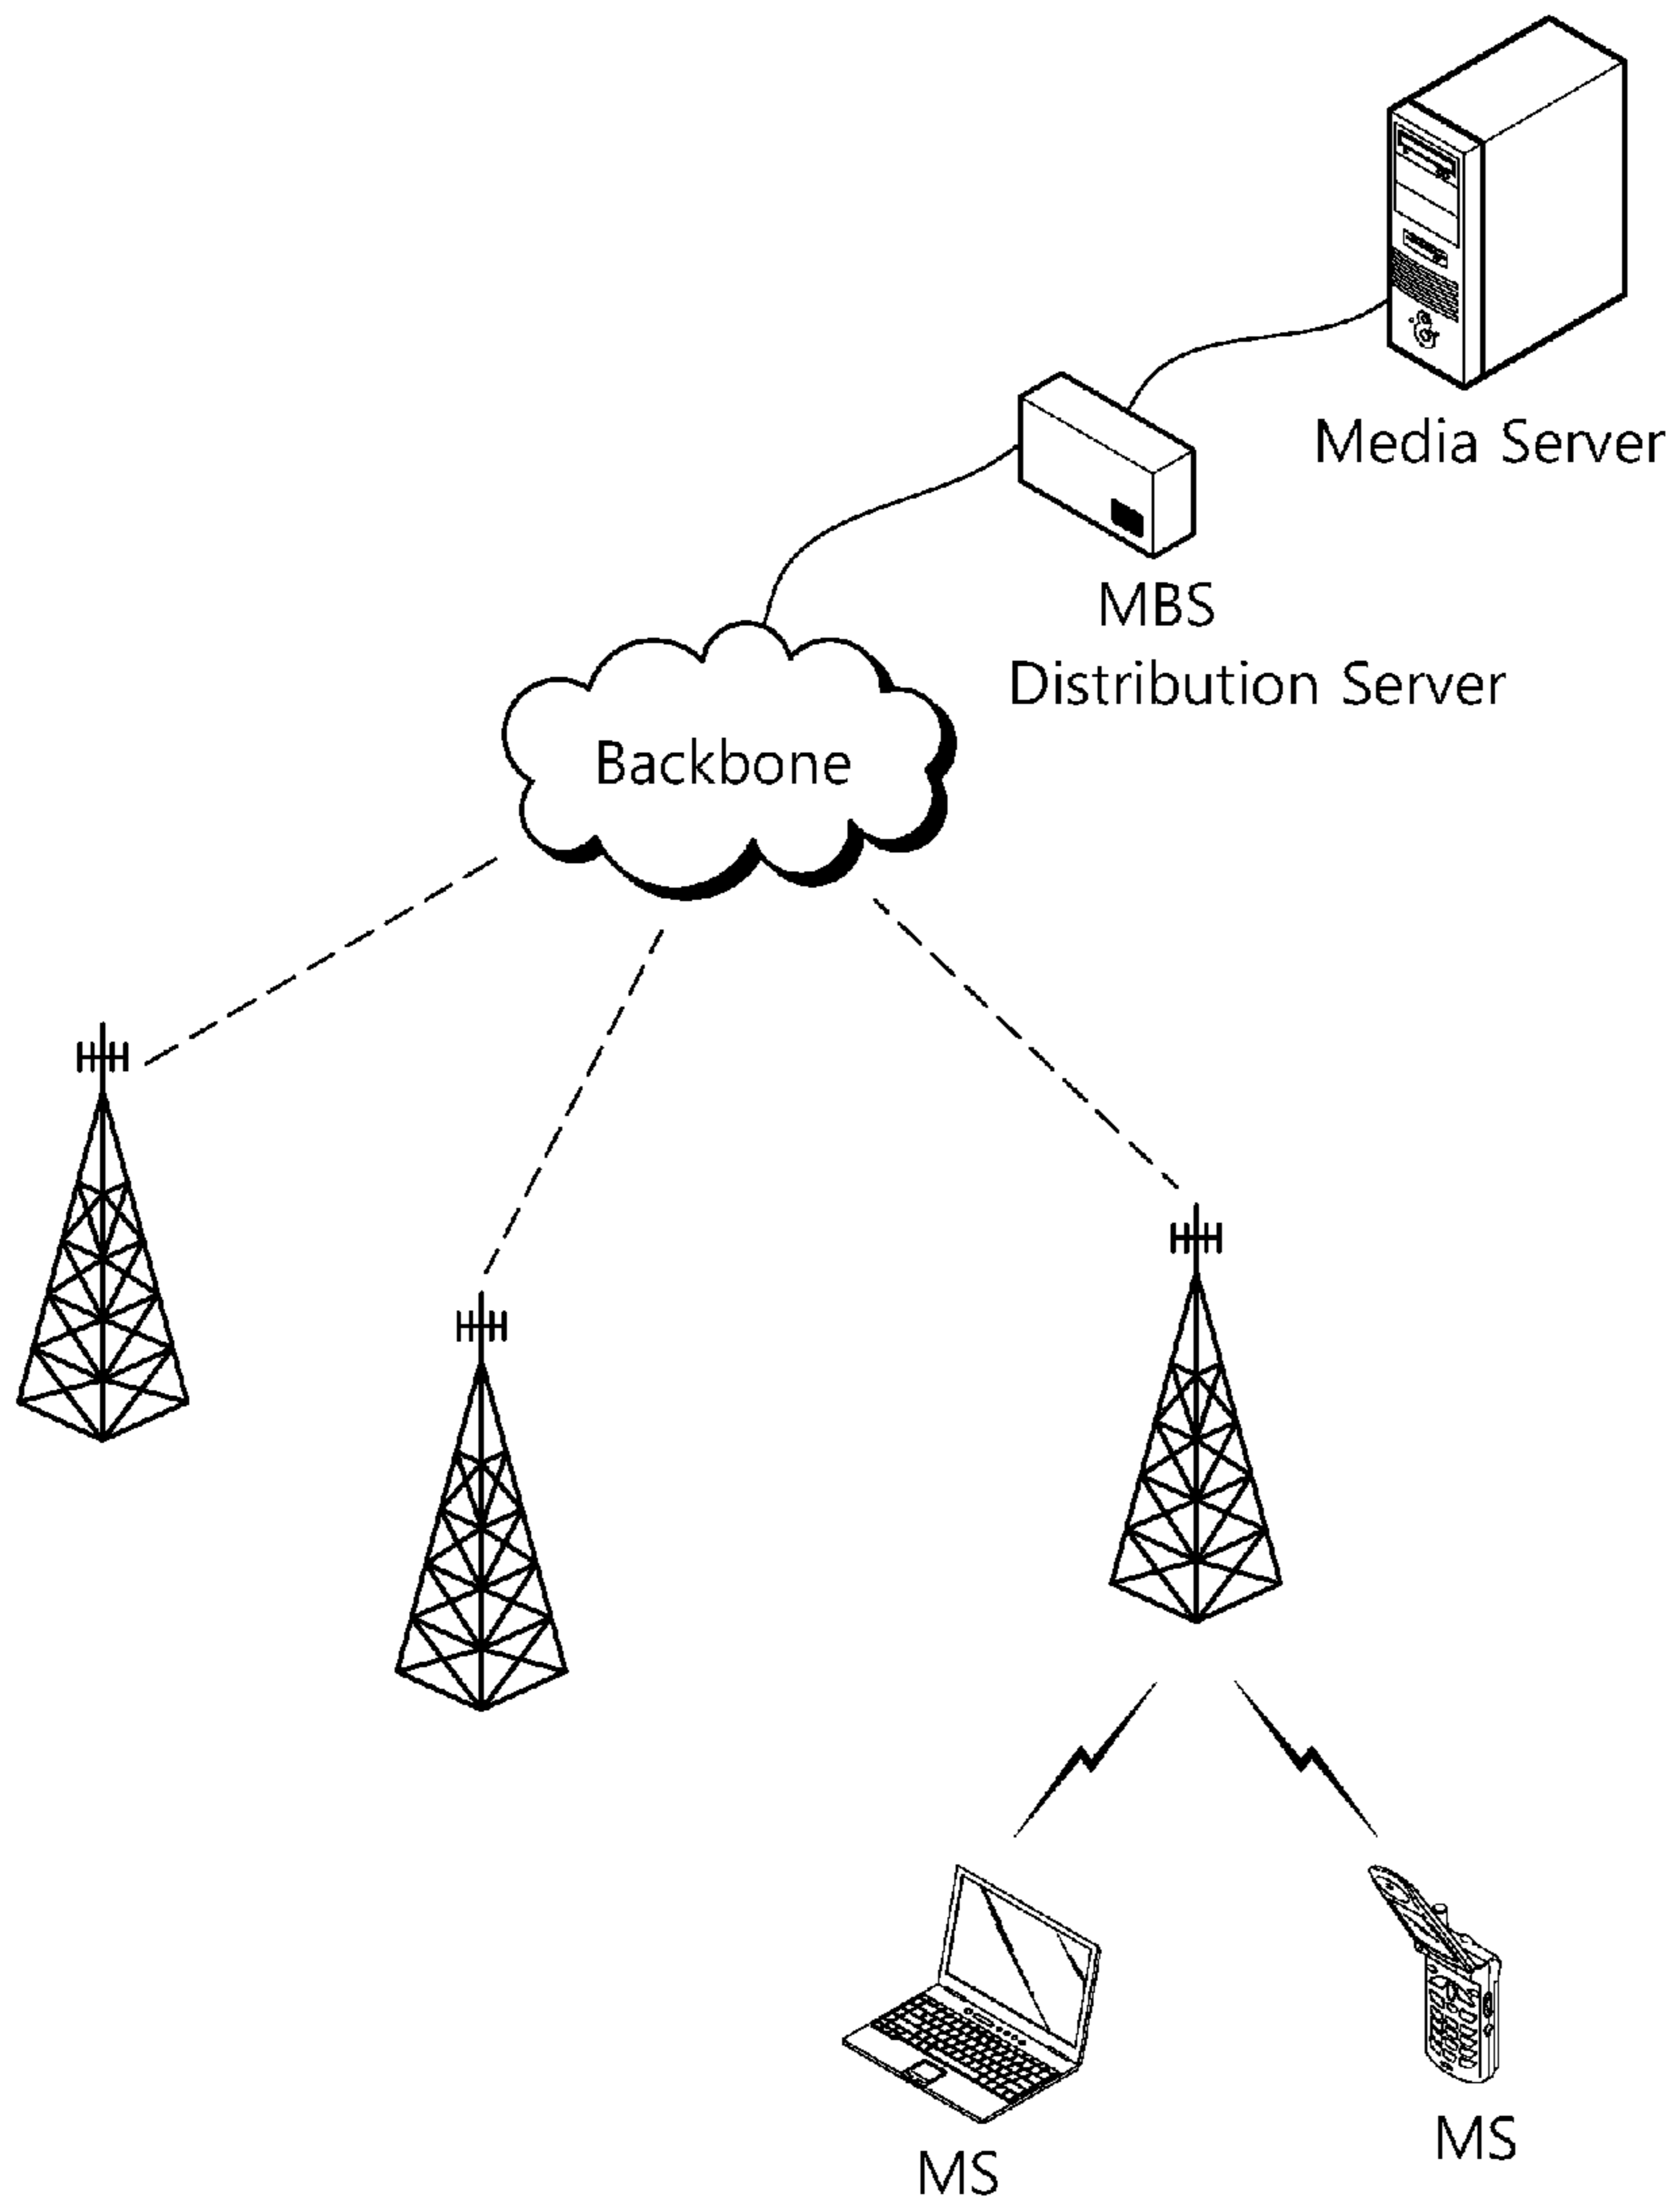 Media Server
MBS
Distribution Server
Backbone
MS
MS